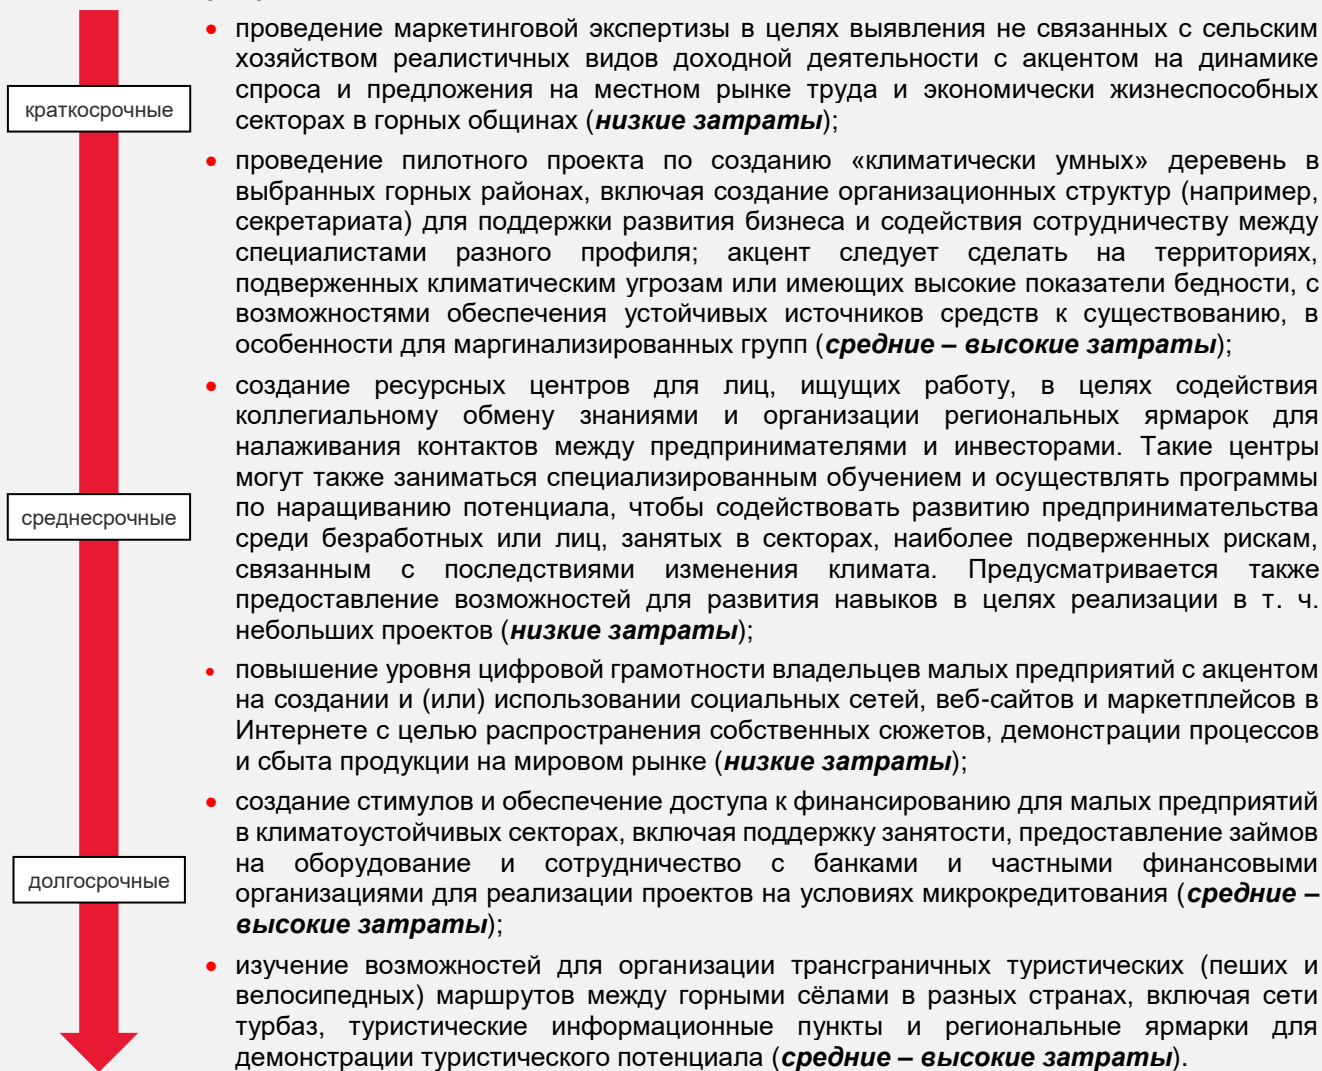 проведение маркетинговой экспертизы в целях выявления не связанных с сельским
хозяйством реалистичных видов доходной деятельности с акцентом на динамике
спроса и предложения на местном рынке труда и экономически жизнеспособных
секторах в горных общинах (низкие затраты);
краткосрочные
проведение пилотного проекта по созданию «климатически умных» деревень в
выбранных горных районах, включая создание организационных структур (например,
секретариата) для поддержки развития бизнеса и содействия сотрудничеству между
специалистами разного профиля; акцент следует сделать на территориях,
подверженных климатическим угрозам или имеющих высокие показатели бедности, с
возможностями обеспечения устойчивых источников средств к существованию, в
особенности для маргинализированных групп (средние – высокие затраты);
создание ресурсных центров для лиц, ищущих работу, в целях содействия
коллегиальному обмену знаниями и организации региональных ярмарок для
налаживания контактов между предпринимателями и инвесторами. Такие центры
могут также заниматься специализированным обучением и осуществлять программы
по наращиванию потенциала, чтобы содействовать развитию предпринимательства
среди безработных или лиц, занятых в секторах, наиболее подверженных рискам,
связанным с последствиями изменения климата. Предусматривается также
предоставление возможностей для развития навыков в целях реализации в т. ч.
небольших проектов (низкие затраты);
среднесрочные
повышение уровня цифровой грамотности владельцев малых предприятий с акцентом
на создании и (или) использовании социальных сетей, веб-сайтов и маркетплейсов в
Интернете с целью распространения собственных сюжетов, демонстрации процессов
и сбыта продукции на мировом рынке (низкие затраты);
создание стимулов и обеспечение доступа к финансированию для малых предприятий
в климатоустойчивых секторах, включая поддержку занятости, предоставление займов
на оборудование и сотрудничество с банками и частными финансовыми
организациями для реализации проектов на условиях микрокредитования (средние –
высокие затраты);
долгосрочные
изучение возможностей для организации трансграничных туристических (пеших и
велосипедных) маршрутов между горными сёлами в разных странах, включая сети
турбаз, туристические информационные пункты и региональные ярмарки для
демонстрации туристического потенциала (средние – высокие затраты).